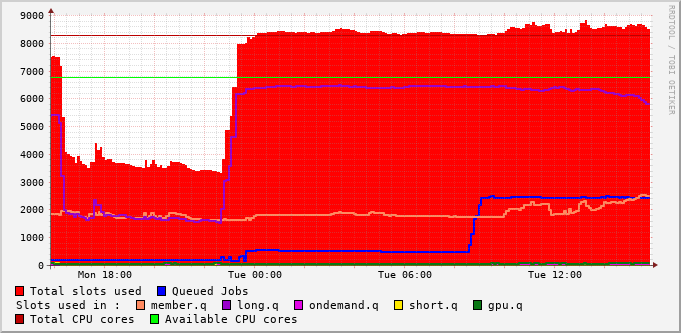 9000
8000
7000
6000
5000
4000
3000
2000
1000
0
Mon 18:00 Tue 00:00 Tue 06:00 Tue 12:00
RRDTOOL / TOBI OETIKER
Total slots used Queued Jobs
Slots used in : member.q long.q ondemand.q short.q gpu.q
Total CPU cores Available CPU cores